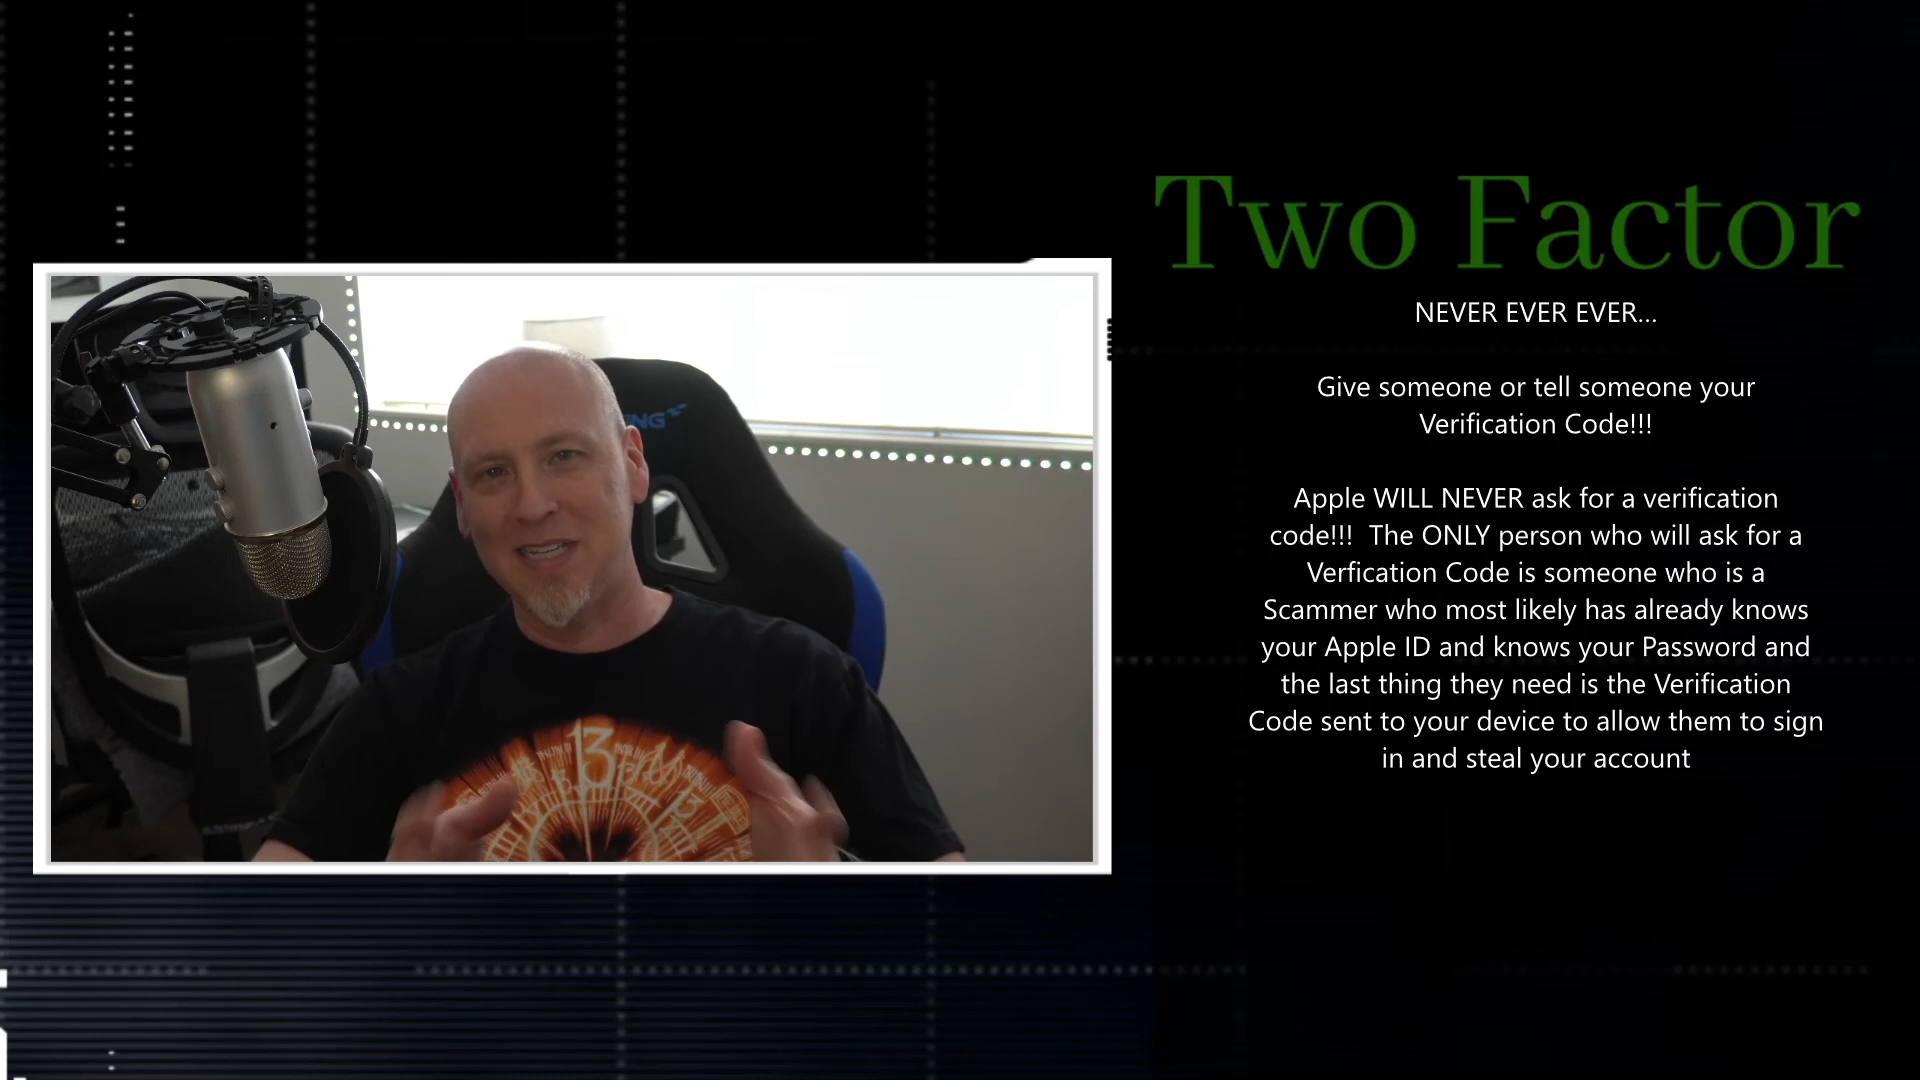 Two Factor
NEVER EVER EVER...
Give someone or tell someone your
Verification Code!!!
Apple WILL NEVER ask for a verification
code!!!  The ONLY person who will ask for a
Verfication Code is someone who is a
Scammer who most likely has already knows
your Apple ID and knows your Password and
the last thing they need is the Verification
Code sent to your device to allow them to sign
in and steal your account
13
13